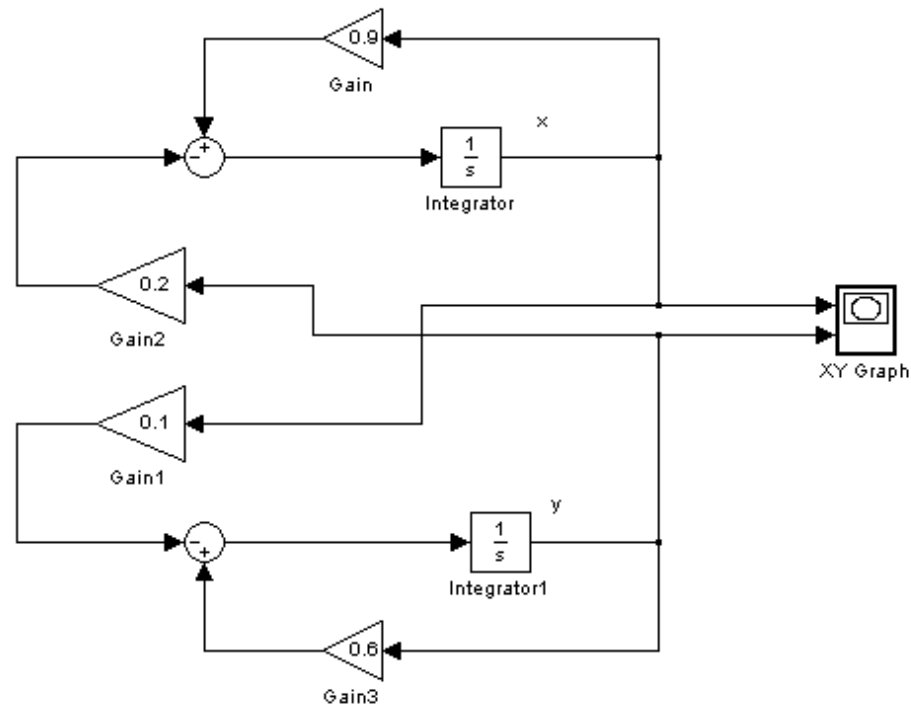 0.9
Gain
x
1
s
Integrator
0.2
Gain2
XY Graph
0.1
Gain1
y
1
s
Integrator1
0.6
Gain3